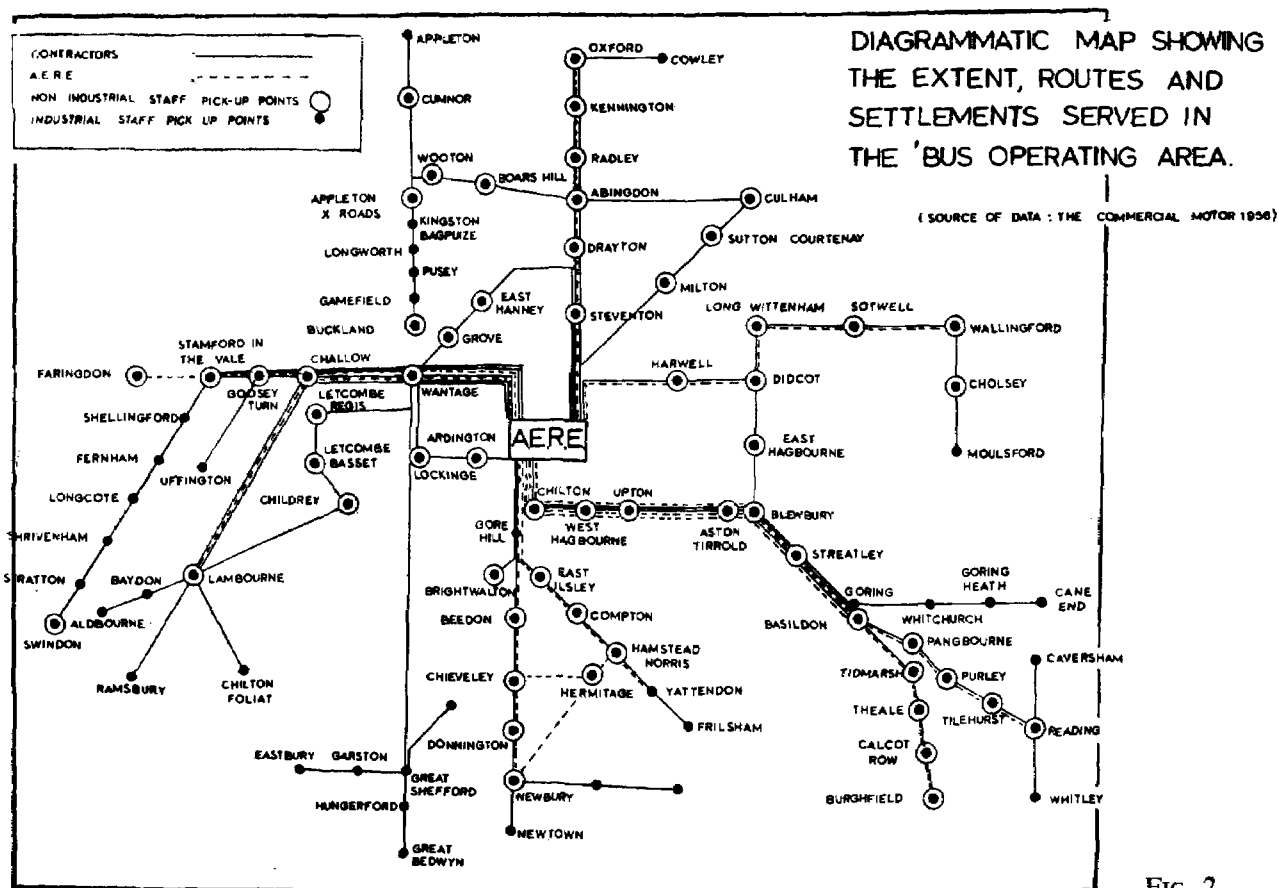 DIAGRAMMATIC MAP SHOWING
THE EXTENT, ROUTES AND
SETTLEMENTS SERVED IN
THE 'BUS OPERATING AREA.
( SOURCE OF DATA : THE COMMERCIAL MOTOR 1956)
CONTRACTORS
A.E.R.E
NON INDUSTRIAL STAFF PICK-UP POINTS
INDUSTRIAL STAFF PICK UP POINTS
APPLETON
CUMNOR
OXFORD
COWLEY
KENNINGTON
RADLEY
WOOTON
BOARS HILL
ABINGDON
CULHAM
APPLETON
X ROADS
KINGSTON
BAGPUIZE
LONGWORTH
PUSEY
GAMEFIELD
BUCKLAND
DRAYTON
SUTTON COURTENAY
MILTON
EAST
HANNEY
GROVE
STEVENTON
LONG WITTENHAM
SOTWELL
WALLINGFORD
STAMFORD IN
THE VALE
CHALLOW
FARINGDON
GOOSEY
TURN
LETCOMBE
REGIS
WANTAGE
HARWELL
DIDCOT
CHOLSEY
SHELLINGFORD
FERNHAM
UFFINGTON
LETCOMBE
BASSET
ARDINGTON
LOCKINGE
A.E.R.E
EAST
HAGBOURNE
MOULSFORD
LONGCOTE
CHILDREY
CHILTON
UPTON
WEST
HAGBOURNE
ASTON
TIRROLD
BLEWBURY
GORE
HILL
SHRIVENHAM
STRATTON
BAYDON
LAMBOURNE
ALDBOURNE
SWINDON
RAMSBURY
CHILTON
FOLIAT
BRIGHTWALTON
EAST
ILSLEY
BEEDON
COMPTON
STREATLEY
GORING
GORING
HEATH
CANE
END
WHITCHURCH
BASILDON
PANGBOURNE
HAMSTEAD
NORRIS
CHIEVELEY
HERMITAGE
YATTENDON
FRILSHAM
TIDMARSH
PURLEY
CAVERSHAM
THEALE
TILEHURST
READING
DONNINGTON
CALCOT
ROW
EASTBURY
GARSTON
GREAT
SHEFFORD
HUNGERFORD
NEWBURY
BURGHFIELD
WHITLEY
NEWTOWN
GREAT
BEDWYN
FIG. 2